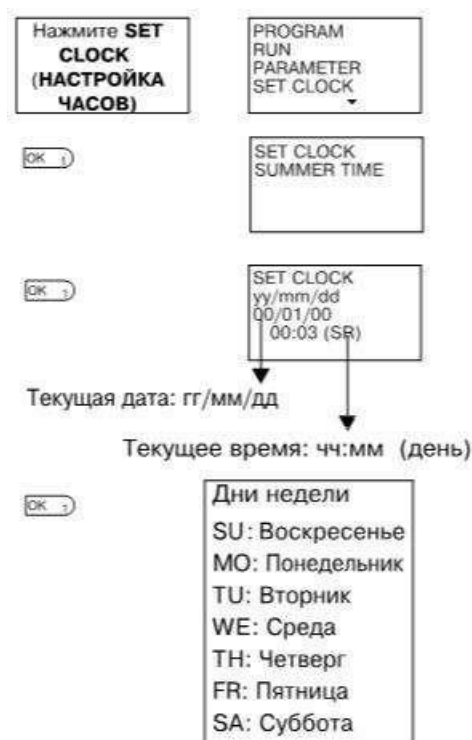 Нажмите SET
CLOCK
(НАСТРОЙКА
ЧАСОВ)
PROGRAM
RUN
PARAMETER
SET CLOCK
OK
SET CLOCK
SUMMER TIME
OK
SET CLOCK
yy/mm/dd
00/01/00
00:03 (SR)
Текущая дата: гг/мм/дд
Текущее время: чч:мм (день)
OK
Дни недели
SU: Воскресенье
MO: Понедельник
TU: Вторник
WE: Среда
TH: Четверг
FR: Пятница
SA: Суббота